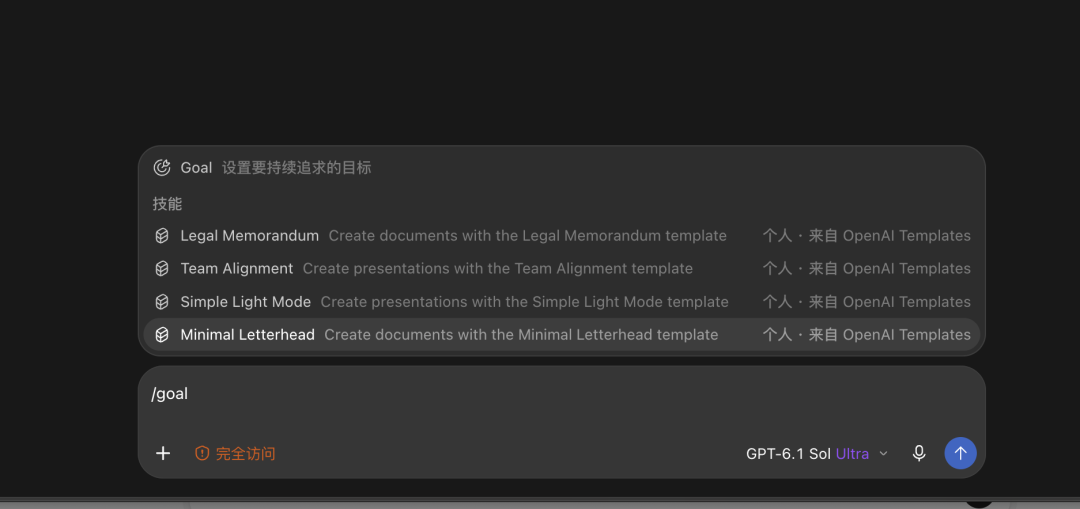 Goal 设置要持续追求的目标
技能
Legal Memorandum Create documents with the Legal Memorandum template 个人 · 来自 OpenAI Templates
Team Alignment Create presentations with the Team Alignment template 个人 · 来自 OpenAI Templates
Simple Light Mode Create presentations with the Simple Light Mode template 个人 · 来自 OpenAI Templates
Minimal Letterhead Create documents with the Minimal Letterhead template 个人 · 来自 OpenAI Templates
/goal
完全访问 GPT-6.1 Sol Ultra